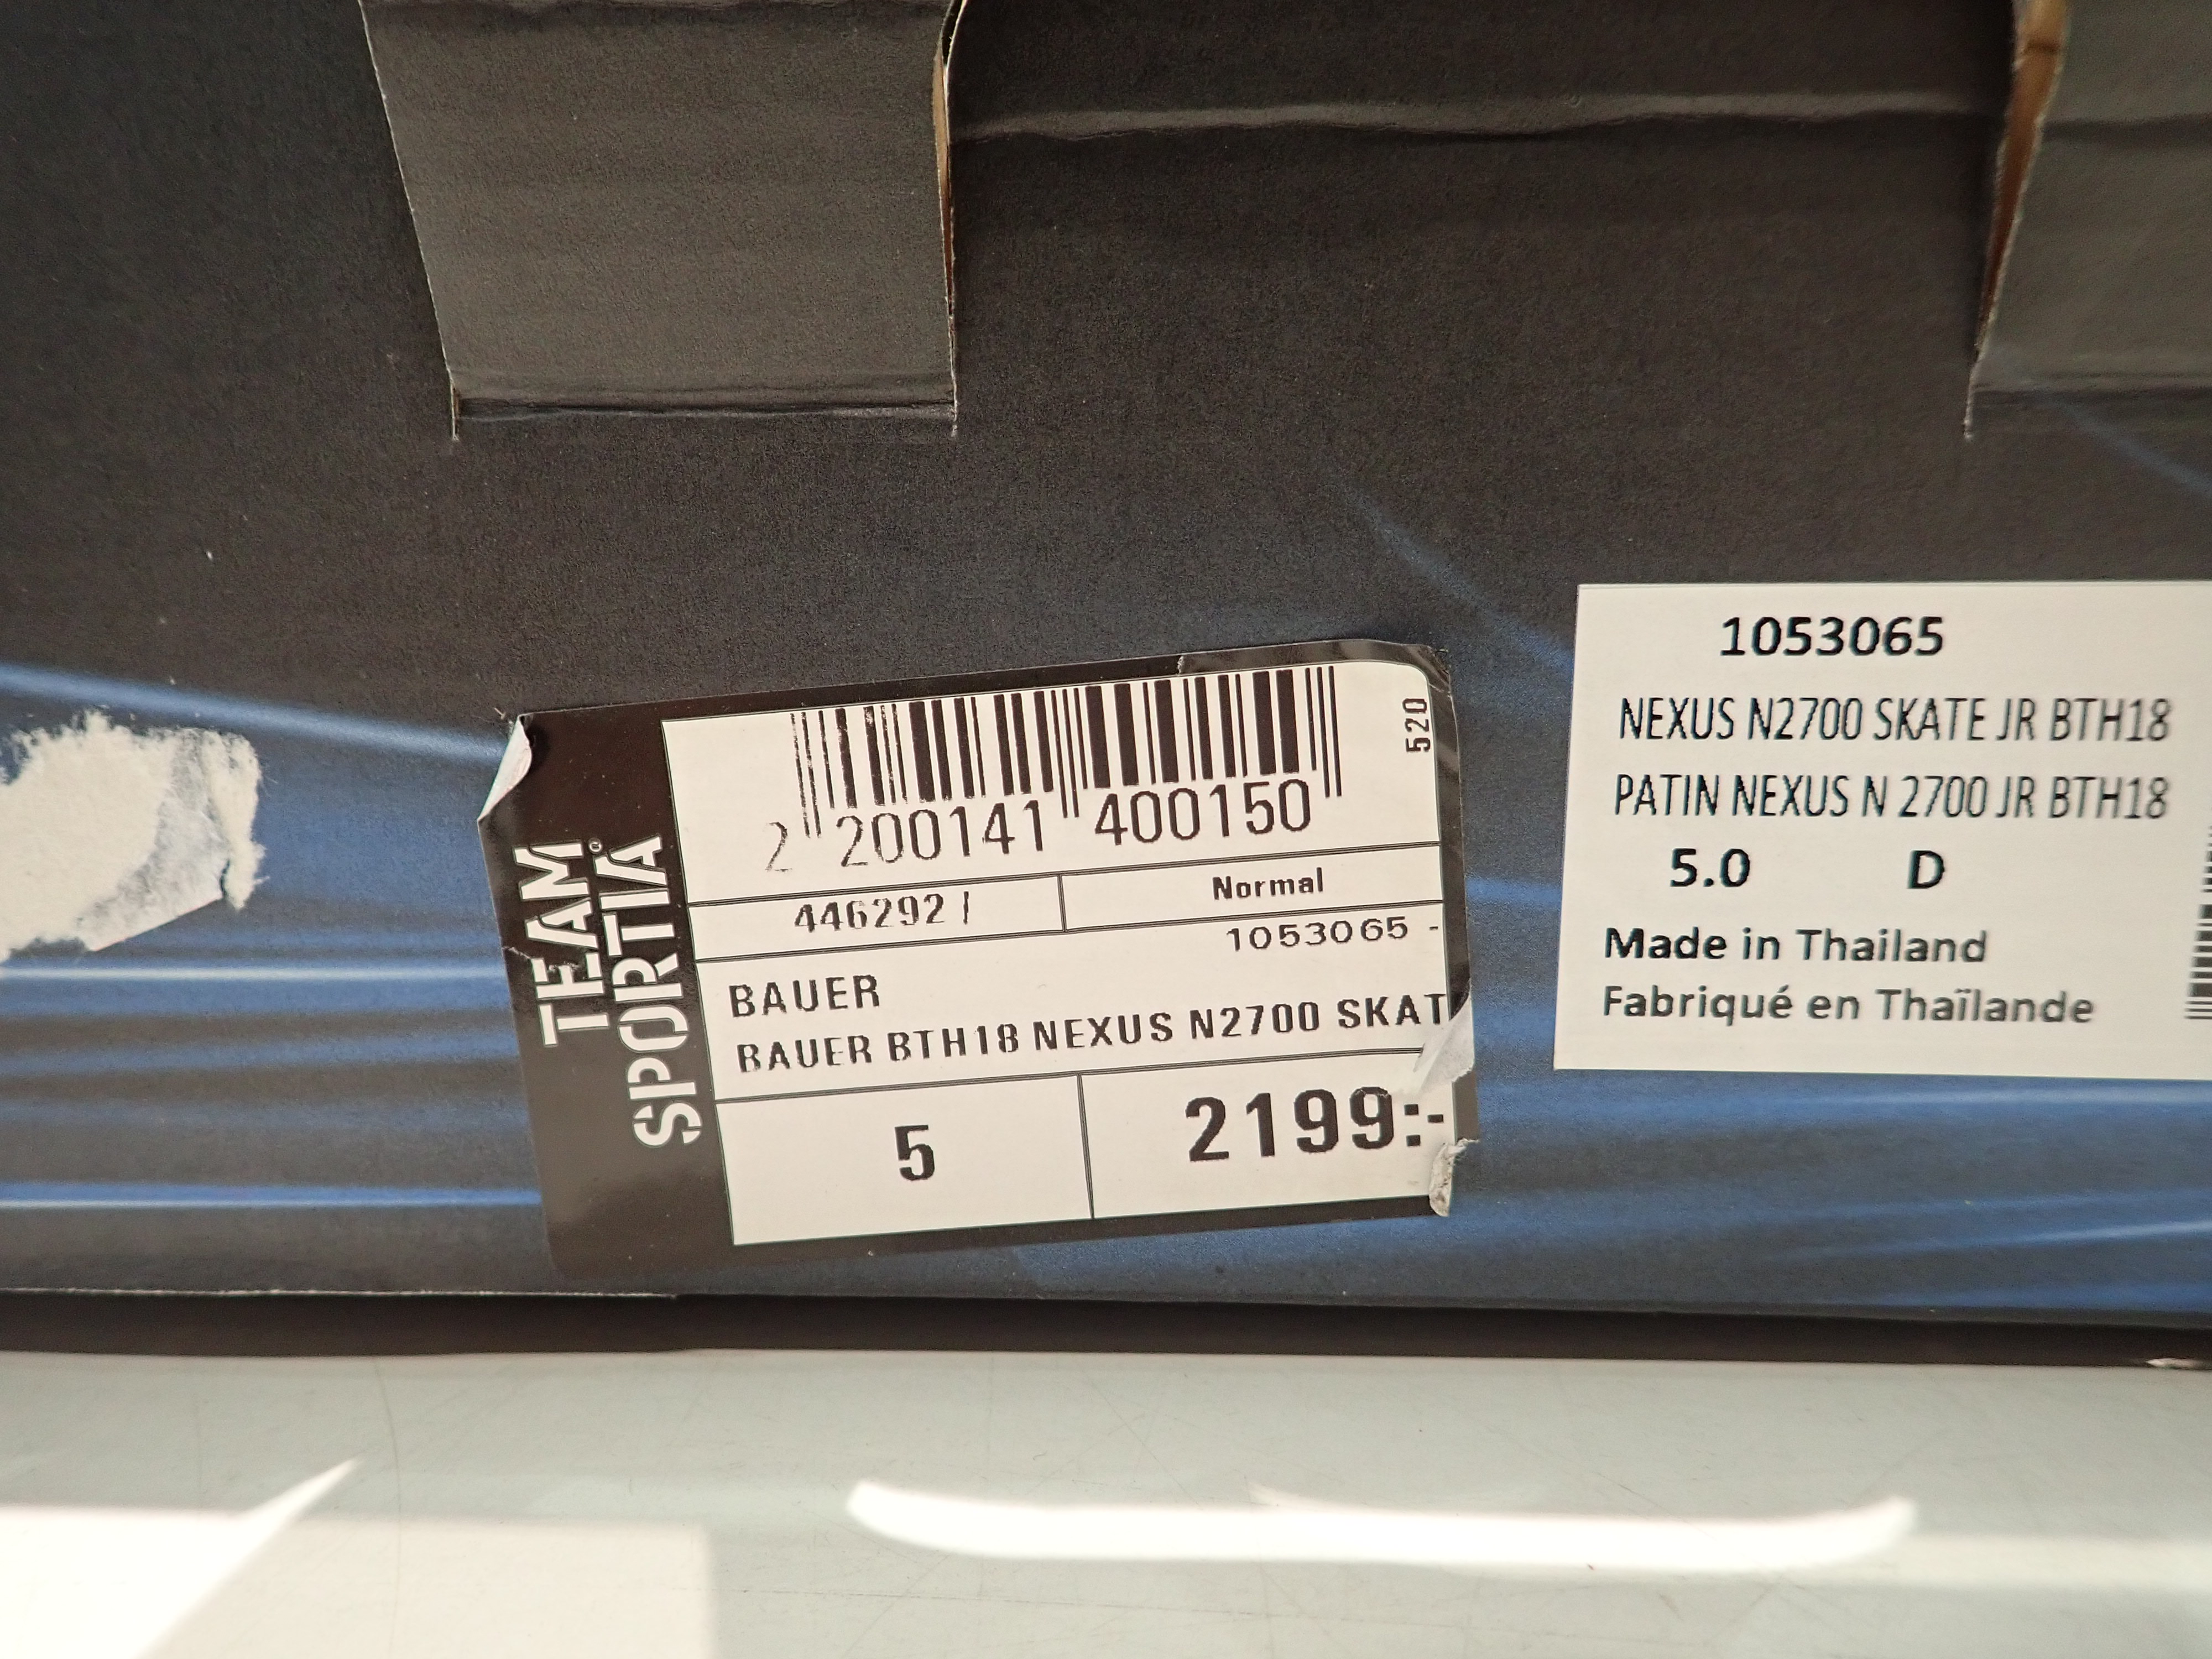 TEAM
SPORTIA
2 200141 400150
520
446292 /
Normal
1053065 -
BAUER
BAUER BTH18 NEXUS N2700 SKAT
5
2199:-
1053065
NEXUS N2700 SKATE JR BTH18
PATIN NEXUS N 2700 JR BTH18
5.0 D
Made in Thailand
Fabriqué en Thaïlande